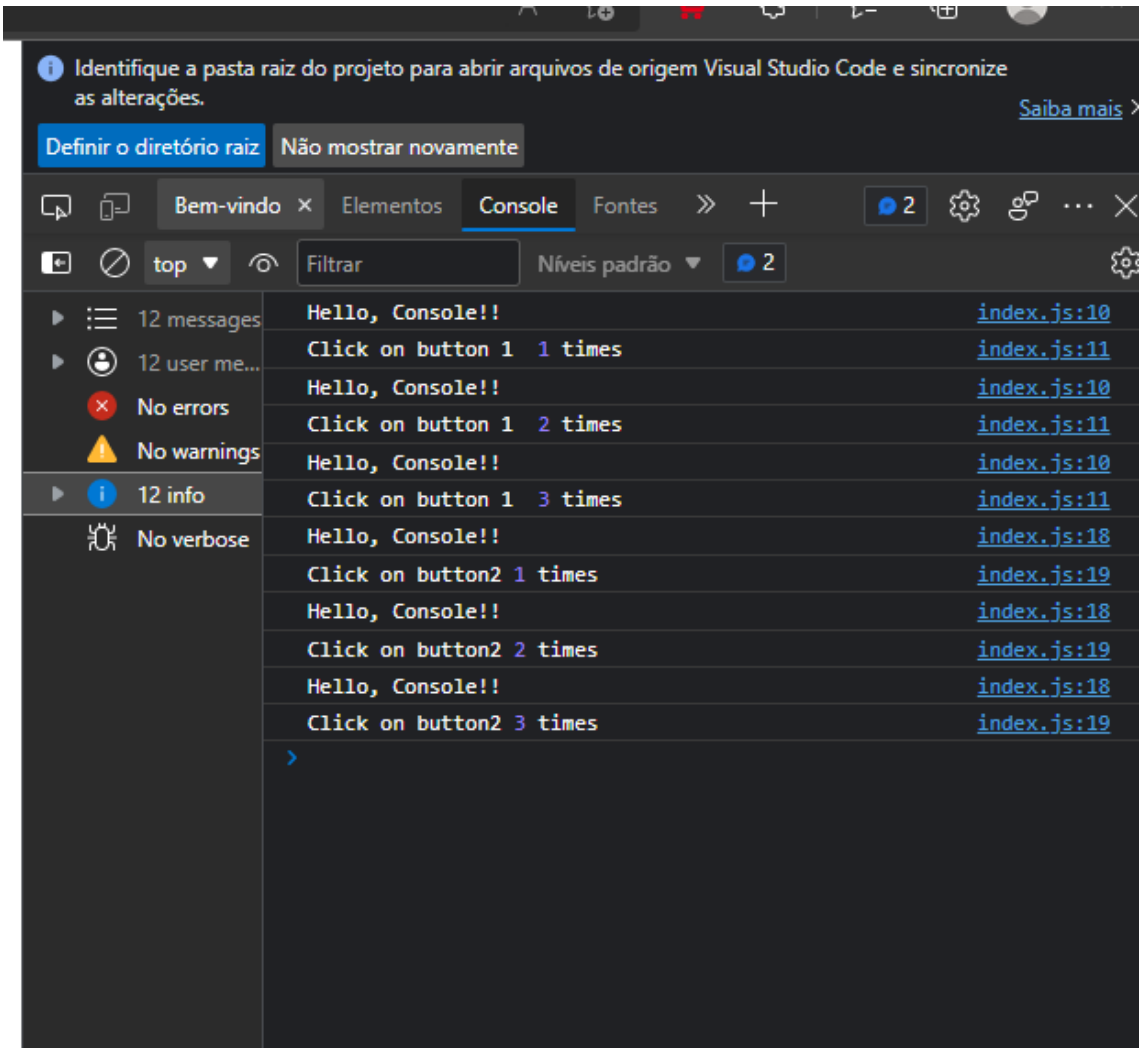 Identifique a pasta raiz do projeto para abrir arquivos de origem Visual Studio Code e sincronize
as alterações.
Saiba mais
Definir o diretório raiz Não mostrar novamente
Bem-vindo Elementos Console Fontes 2
top Filtrar Níveis padrão 2
12 messages
12 user me...
No errors
No warnings
12 info
No verbose
Hello, Console!! index.js:10
Click on button 1  1 times index.js:11
Hello, Console!! index.js:10
Click on button 1  2 times index.js:11
Hello, Console!! index.js:10
Click on button 1  3 times index.js:11
Hello, Console!! index.js:18
Click on button2 1 times index.js:19
Hello, Console!! index.js:18
Click on button2 2 times index.js:19
Hello, Console!! index.js:18
Click on button2 3 times index.js:19